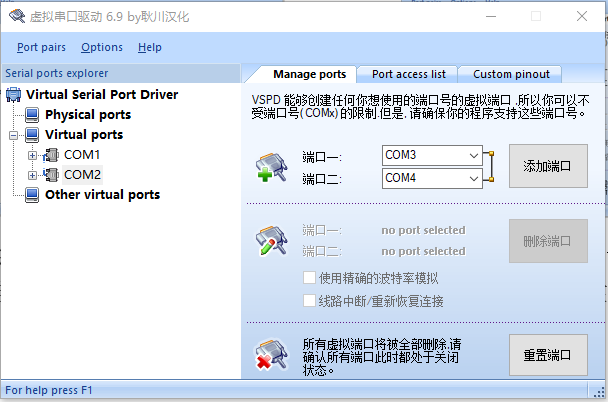 虚拟串口驱动 6.9 by耿川汉化
Port pairs Options Help
Serial ports explorer
Virtual Serial Port Driver
Physical ports
Virtual ports
COM1
COM2
Other virtual ports
Manage ports Port access list Custom pinout
VSPD 能够创建任何你想使用的端口号的虚拟端口 .所以你可以不
受端口号(COMx)的限制.但是, 请确保你的程序支持这些端口号。
端口一: COM3
端口二: COM4
添加端口
端口一: no port selected
端口二: no port selected
删除端口
使用精确的波特率模拟
线路中断/重新恢复连接
所有虚拟端口将被全部删除.请
确认所有端口此时都处于关闭
状态。
重置端口
For help press F1